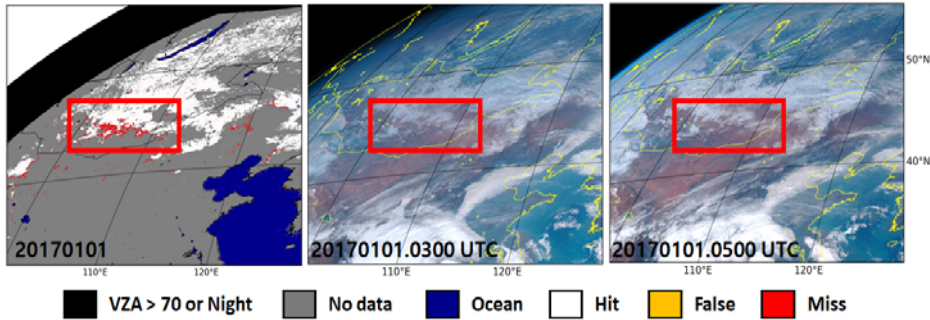 50°N
40°N
20170101
20170101.0300 UTC
20170101.0500 UTC
110°E
120°E
110°E
120°E
110°E
120°E
VZA > 70 or Night
No data
Ocean
Hit
False
Miss